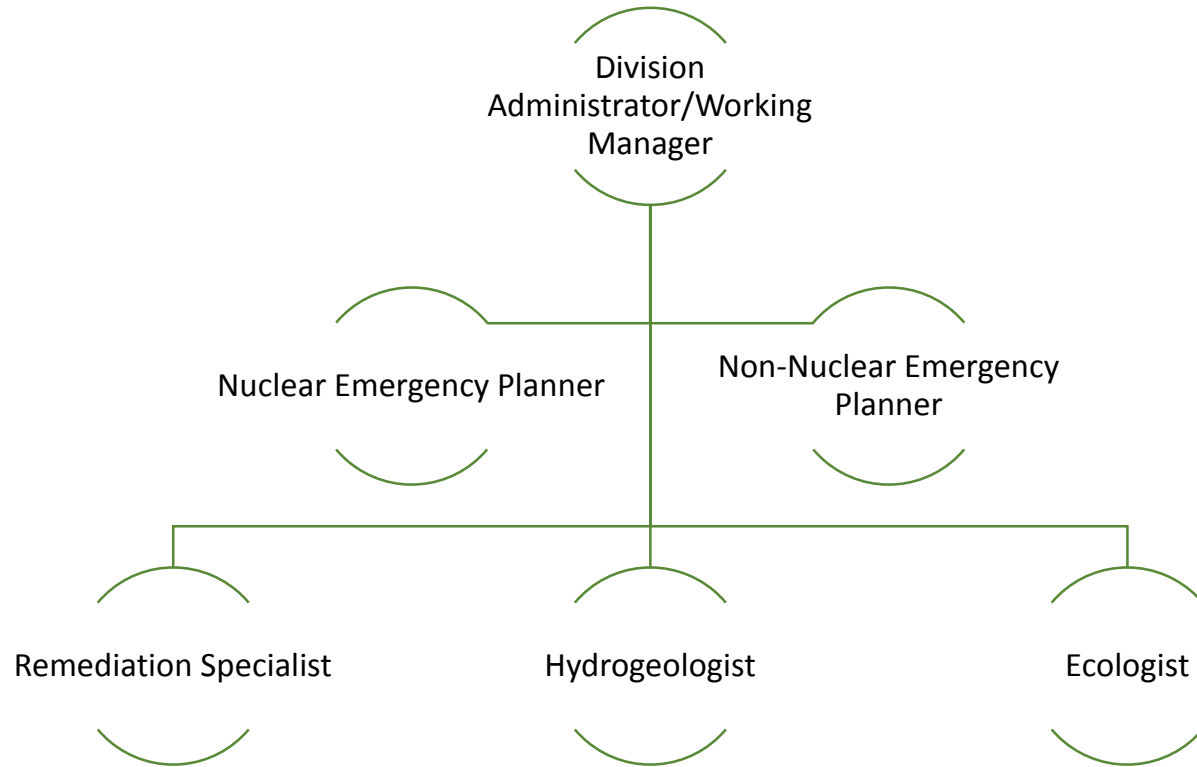 Division
Administrator/Working
Manager
Nuclear Emergency Planner
Non-Nuclear Emergency
Planner
Remediation Specialist
Hydrogeologist
Ecologist